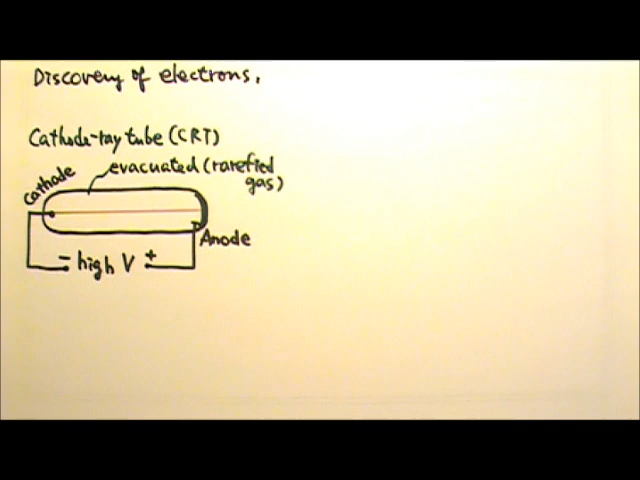 Discovery of electrons.
Cathode-ray tube (CRT)
evacuated (rarefied
gas)
Cathode
Anode
- high V +